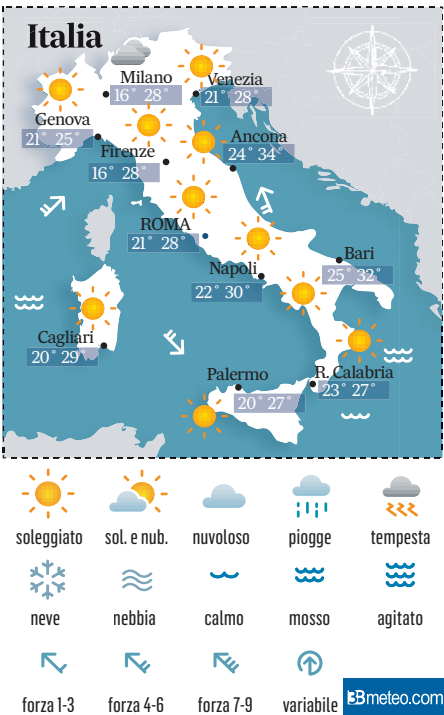 Italia
Milano
16° 28°
Venezia
21° 28°
Genova
21° 25°
Firenze
16° 28°
Ancona
24° 34°
ROMA
21° 28°
Napoli
22° 30°
Bari
25° 32°
Cagliari
20° 29°
Palermo
20° 27°
R. Calabria
23° 27°
soleggiato sol. e nub. nuvoloso piogge tempesta
neve nebbia calmo mosso agitato
forza 1-3 forza 4-6 forza 7-9 variabile
3Bmeteo.com